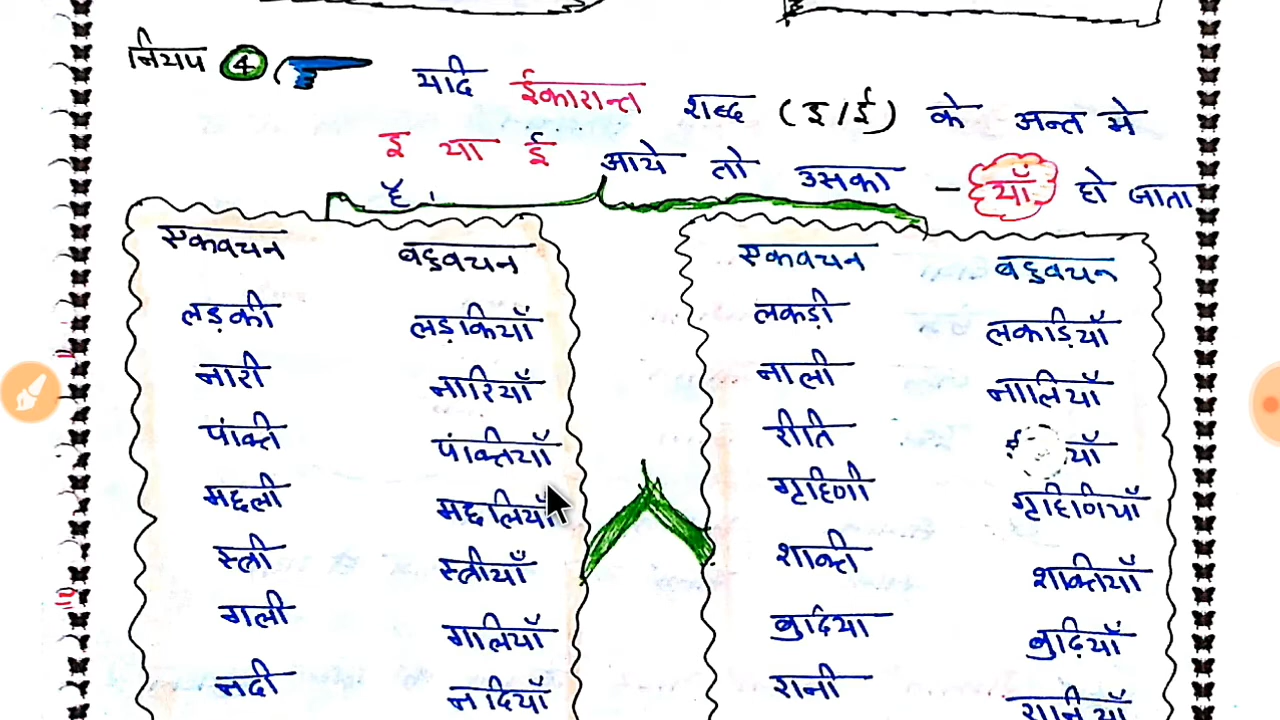 नियम 4 यदि ईकारान्त शब्द (इ/ई) के अन्त मे
इ या ई आये तो उसका - याँ हो जाता
है।
एकवचन बहुवचन
लड़की लड़कियाँ
नारी नारियाँ
पंक्ति पंक्तियाँ
मछली मछलियाँ
स्त्री स्त्रीयाँ
गली गलियाँ
नदी नदियाँ
एकवचन बहुवचन
लकड़ी लकड़ियाँ
नाली नालियाँ
रीति याँ
गृहिणी गृहिणियाँ
शक्ति शक्तियाँ
बुढ़िया बुढ़ियाँ
रानी रानियाँ